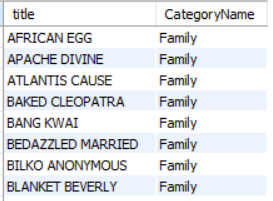 title CategoryName
AFRICAN EGG Family
APACHE DIVINE Family
ATLANTIS CAUSE Family
BAKED CLEOPATRA Family
BANG KWAI Family
BEDAZZLED MARRIED Family
BILKO ANONYMOUS Family
BLANKET BEVERLY Family